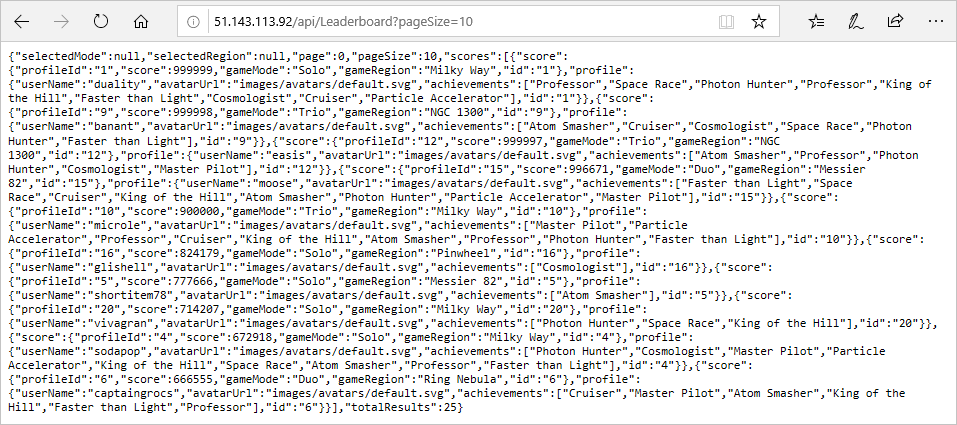 51.143.113.92/api/Leaderboard?pageSize=10
{"selectedMode":null,"selectedRegion":null,"page":0,"pageSize":10,"scores":[{"score":
{"profileId":"1","score":999999,"gameMode":"Solo","gameRegion":"Milky Way","id":"1"},"profile":
{"userName":"duality","avatarUrl":"images/avatars/default.svg","achievements":["Professor","Space Race","Photon Hunter","Professor","King of
the Hill","Faster than Light","Cosmologist","Cruiser","Particle Accelerator"],"id":"1"}},{"score":
{"profileId":"9","score":999998,"gameMode":"Trio","gameRegion":"NGC 1300","id":"9"},"profile":
{"userName":"banant","avatarUrl":"images/avatars/default.svg","achievements":["Atom Smasher","Cruiser","Cosmologist","Space Race","Photon
Hunter","Faster than Light"],"id":"9"}},{"score":{"profileId":"12","score":999997,"gameMode":"Trio","gameRegion":"NGC
1300","id":"12"},"profile":{"userName":"easis","avatarUrl":"images/avatars/default.svg","achievements":["Atom Smasher","Professor","Photon
Hunter","Cosmologist","Master Pilot"],"id":"12"}},{"score":{"profileId":"15","score":996671,"gameMode":"Duo","gameRegion":"Messier
82","id":"15"},"profile":{"userName":"moose","avatarUrl":"images/avatars/default.svg","achievements":["Faster than Light","Space
Race","Cruiser","King of the Hill","Atom Smasher","Photon Hunter","Particle Accelerator","Master Pilot"],"id":"15"}},{"score":
{"profileId":"10","score":900000,"gameMode":"Trio","gameRegion":"Milky Way","id":"10"},"profile":
{"userName":"microle","avatarUrl":"images/avatars/default.svg","achievements":["Master Pilot","Particle
Accelerator","Professor","Cruiser","King of the Hill","Atom Smasher","Professor","Photon Hunter","Faster than Light"],"id":"10"}},{"score":
{"profileId":"16","score":824179,"gameMode":"Solo","gameRegion":"Pinwheel","id":"16"},"profile":
{"userName":"glishell","avatarUrl":"images/avatars/default.svg","achievements":["Cosmologist"],"id":"16"}},{"score":
{"profileId":"5","score":777666,"gameMode":"Solo","gameRegion":"Messier 82","id":"5"},"profile":
{"userName":"shortitem78","avatarUrl":"images/avatars/default.svg","achievements":["Atom Smasher"],"id":"5"}},{"score":
{"profileId":"20","score":714207,"gameMode":"Solo","gameRegion":"Milky Way","id":"20"},"profile":
{"userName":"vivagran","avatarUrl":"images/avatars/default.svg","achievements":["Photon Hunter","Space Race","King of the Hill"],"id":"20"}},
{"score":{"profileId":"4","score":672918,"gameMode":"Solo","gameRegion":"Milky Way","id":"4"},"profile":
{"userName":"sodapop","avatarUrl":"images/avatars/default.svg","achievements":["Photon Hunter","Cosmologist","Master Pilot","Particle
Accelerator","King of the Hill","Space Race","Atom Smasher","Professor","Faster than Light"],"id":"4"}},{"score":
{"profileId":"6","score":666555,"gameMode":"Duo","gameRegion":"Ring Nebula","id":"6"},"profile":
{"userName":"captaingrocs","avatarUrl":"images/avatars/default.svg","achievements":["Cruiser","Master Pilot","Atom Smasher","King of the
Hill","Faster than Light","Professor"],"id":"6"}}],"totalResults":25}